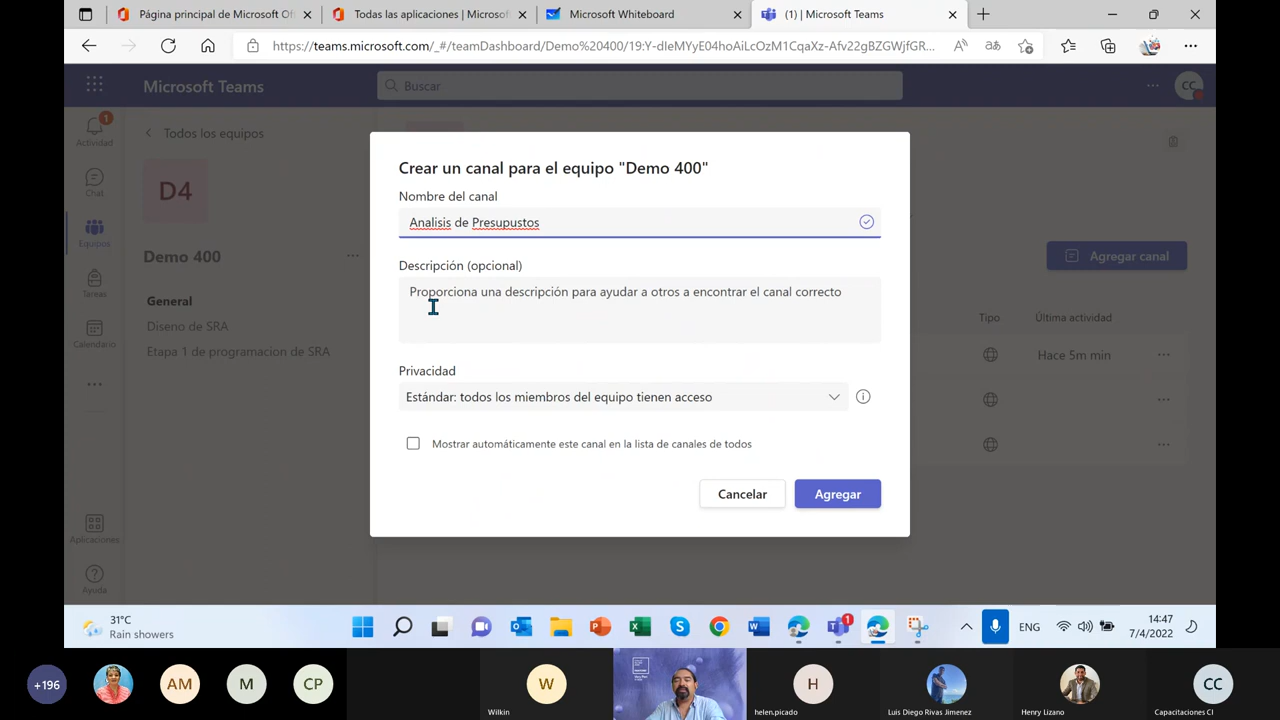 Página principal de Microsoft Of
Todas las aplicaciones | Microsof
Microsoft Whiteboard
(1) | Microsoft Teams
https://teams.microsoft.com/_#/teamDashboard/Demo%20400/19:Y-dIeMYyE04hoAiLcOzM1CqaXz-Afv22gBZGWjfGR...
Microsoft Teams
Buscar
CC
1
Actividad
Chat
Equipos
Tareas
Calendario
Aplicaciones
Ayuda
Todos los equipos
D4
Demo 400
General
Diseno de SRA
Etapa 1 de programacion de SRA
Agregar canal
Tipo
Última actividad
Hace 5m min
Crear un canal para el equipo "Demo 400"
Nombre del canal
Analisis de Presupustos
Descripción (opcional)
Proporciona una descripción para ayudar a otros a encontrar el canal correcto
Privacidad
Estándar: todos los miembros del equipo tienen acceso
Mostrar automáticamente este canal en la lista de canales de todos
Cancelar
Agregar
31°C
Rain showers
1
ENG
14:47
7/4/2022
+196
AM
M
CP
W
Wilkin
H
helen.picado
Luis Diego Rivas Jimenez
Henry Lizano
CC
Capacitaciones CI